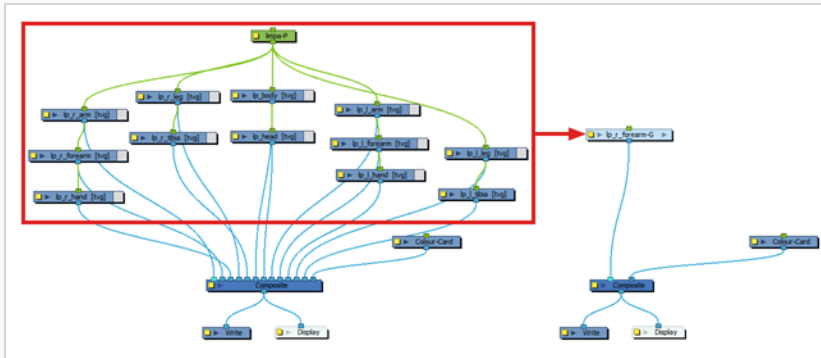 limpa-P
lp_r_leg [tvg]
lp_body [tvg]
lp_r_arm [tvg]
lp_l_arm [tvg]
lp_r_tibia [tvg]
lp_head [tvg]
lp_l_forearm [tvg]
lp_r_forearm-G
lp_r_forearm [tvg]
lp_l_leg [tvg]
lp_l_hand [tvg]
lp_r_hand [tvg]
lp_l_tibia [tvg]
Colour-Card
Colour-Card
Composite
Composite
Write
Display
Write
Display